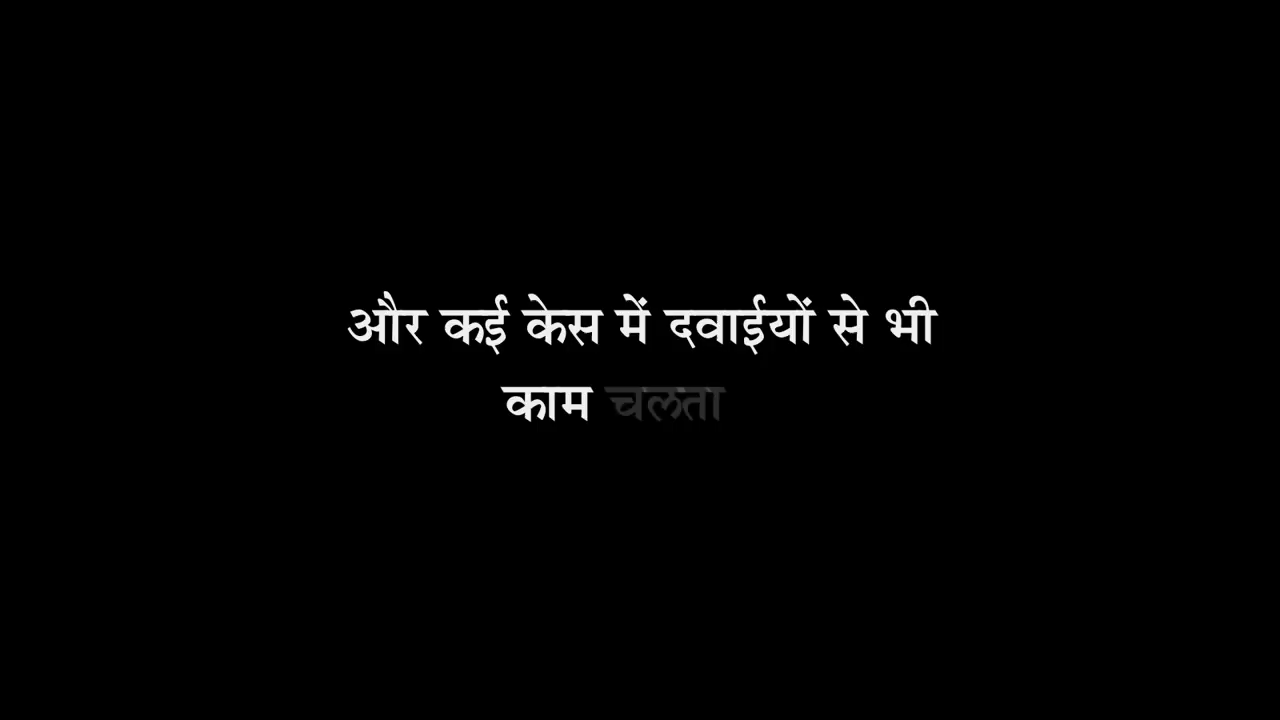 और कई केस में दवाईयों से भी
काम चलता